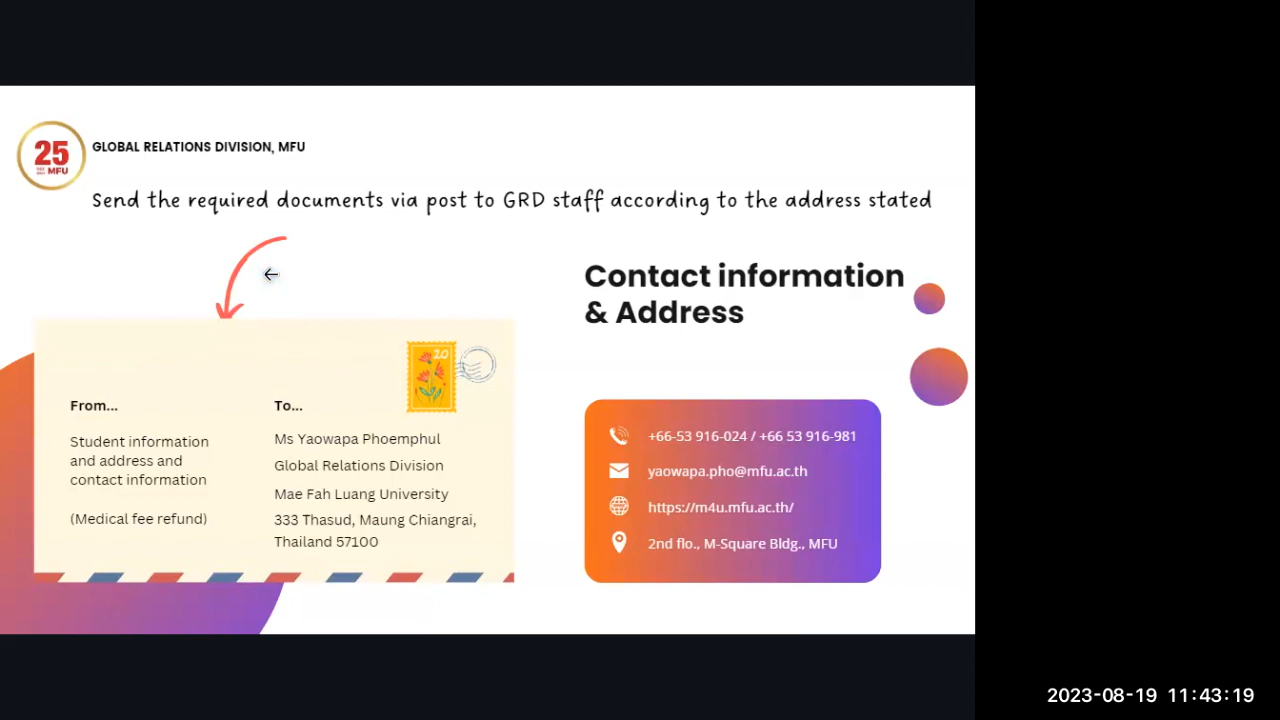 25
MFU
GLOBAL RELATIONS DIVISION, MFU
Send the required documents via post to GRD staff according to the address stated
Contact information
& Address
20
From...
Student information
and address and
contact information
(Medical fee refund)
To...
Ms Yaowapa Phoemphul
Global Relations Division
Mae Fah Luang University
333 Thasud, Maung Chiangrai,
Thailand 57100
+66-53 916-024 / +66 53 916-981
yaowapa.pho@mfu.ac.th
https://m4u.mfu.ac.th/
2nd flo., M-Square Bldg., MFU
2023-08-19 11:43:19